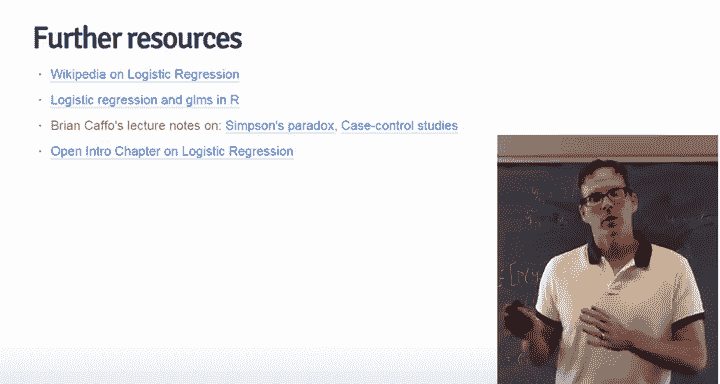 Further resources
Wikipedia on Logistic Regression
Logistic regression and glms in R
Brian Caffo's lecture notes on: Simpson's paradox, Case-control studies
Open Intro Chapter on Logistic Regression